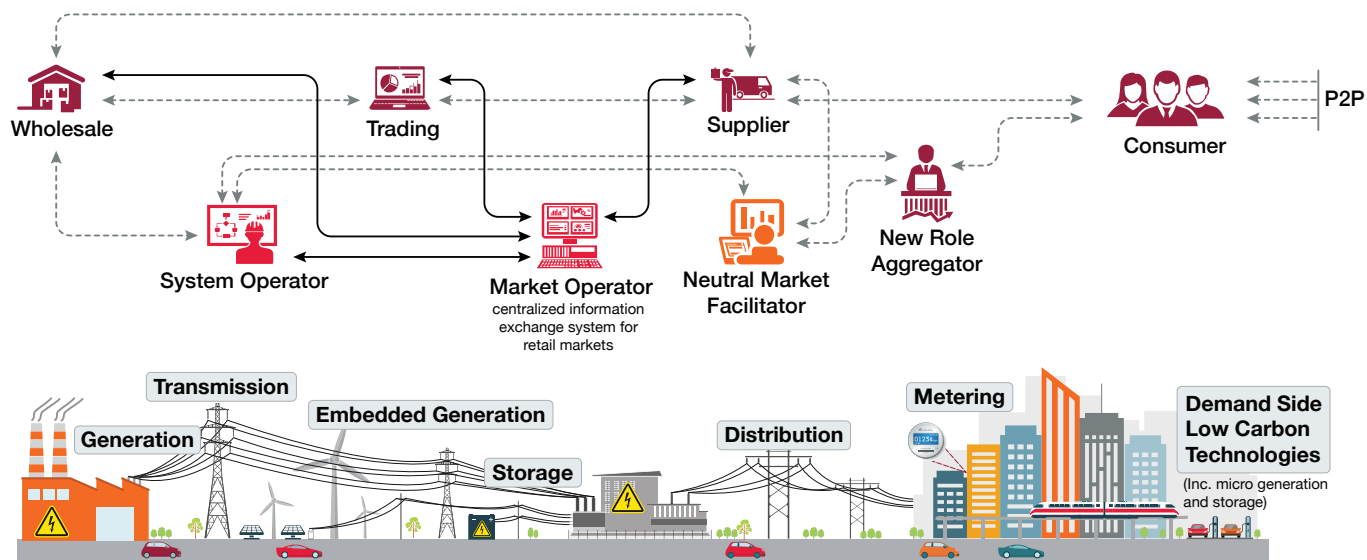 P2P
Wholesale
Trading
Supplier
Consumer
System Operator
Market Operator
centralized information
exchange system for
retail markets
Neutral Market
Facilitator
New Role
Aggregator
Transmission
Generation
Embedded Generation
Storage
Distribution
Metering
01234
Demand Side
Low Carbon
Technologies
(Inc. micro generation
and storage)